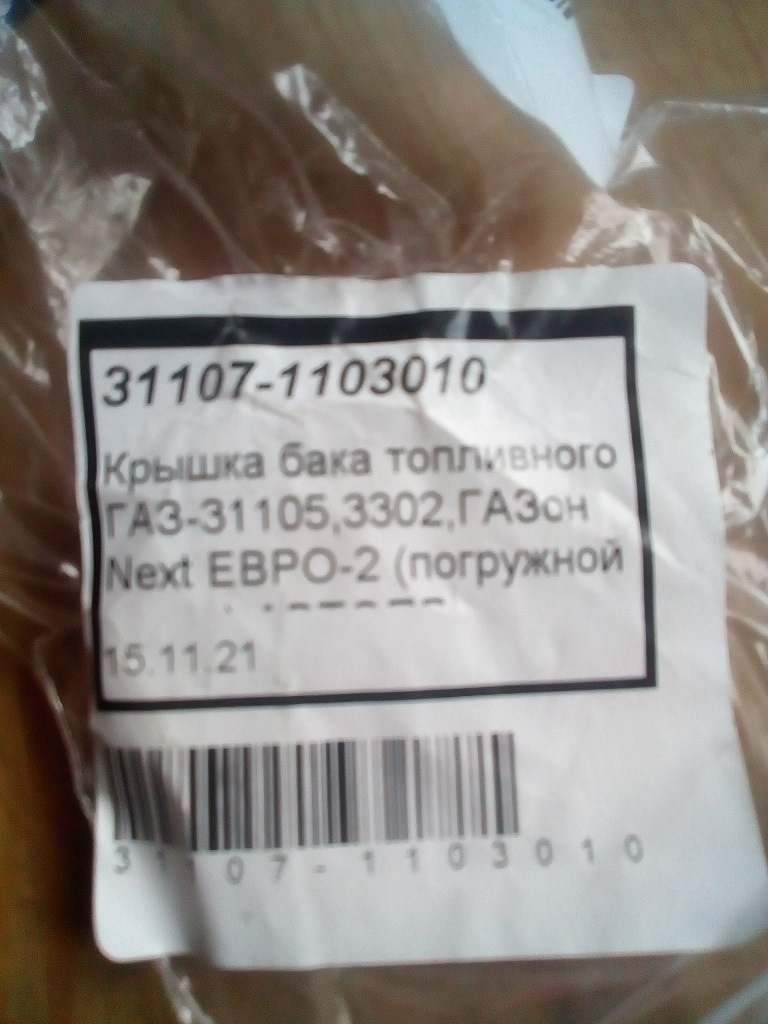 31107-1103010
Крышка бака топливного
ГАЗ-31105,3302,ГАЗон
Next ЕВРО-2 (погружной
15.11.21
31107-1103010